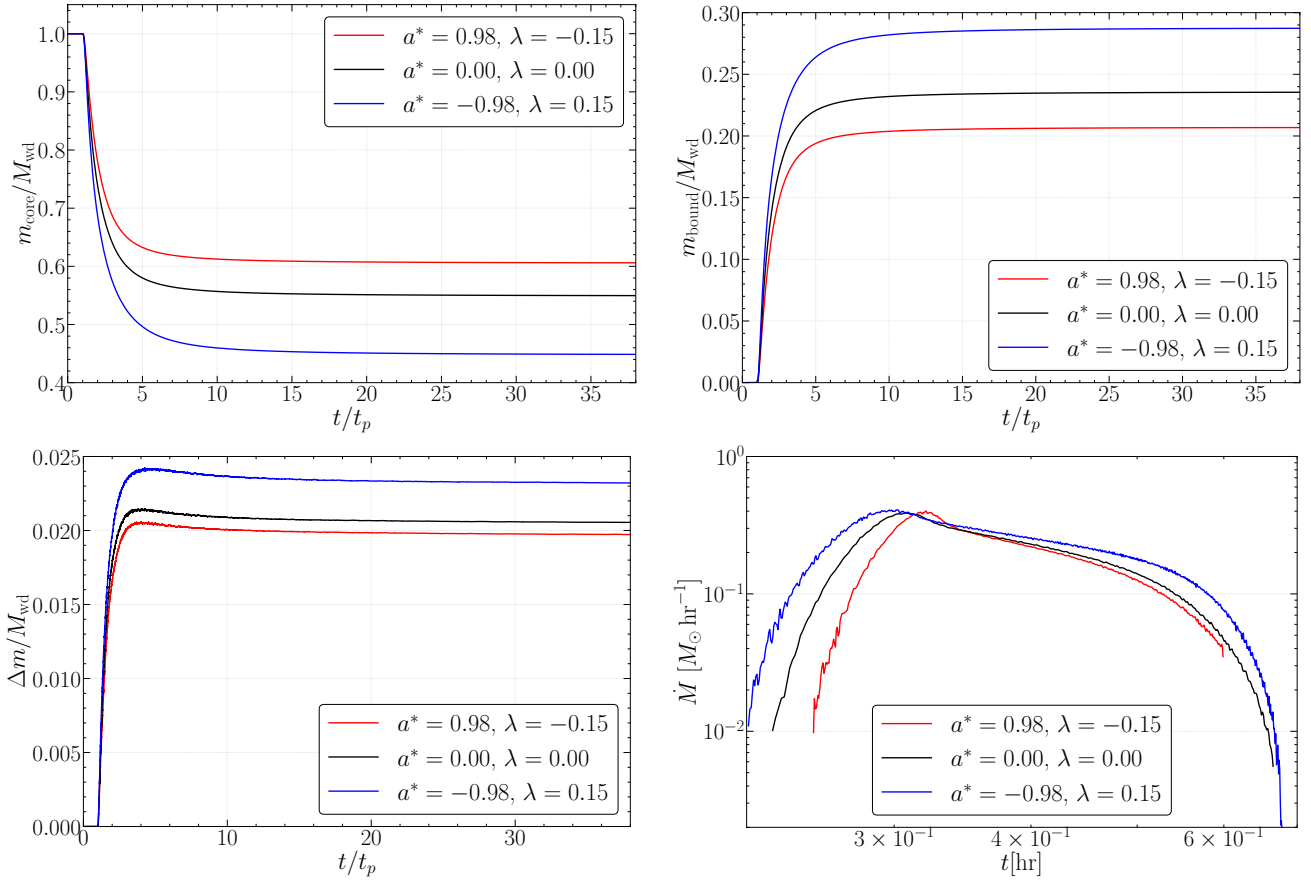 1.0
0.9
0.8
0.7
0.6
0.5
0.4
m_core/M_wd
a* = 0.98, λ = −0.15
a* = 0.00, λ = 0.00
a* = −0.98, λ = 0.15
0 5 10 15 20 25 30 35
t/t_p
0.30
0.25
0.20
0.15
0.10
0.05
0.00
m_bound/M_wd
a* = 0.98, λ = −0.15
a* = 0.00, λ = 0.00
a* = −0.98, λ = 0.15
0 5 10 15 20 25 30 35
t/t_p
0.025
0.020
0.015
0.010
0.005
0.000
Δm/M_wd
a* = 0.98, λ = −0.15
a* = 0.00, λ = 0.00
a* = −0.98, λ = 0.15
0 10 20 30
t/t_p
10⁰
10⁻¹
10⁻²
Ṁ [M_⊙ hr⁻¹]
a* = 0.98, λ = −0.15
a* = 0.00, λ = 0.00
a* = −0.98, λ = 0.15
3 × 10⁻¹ 4 × 10⁻¹ 6 × 10⁻¹
t[hr]